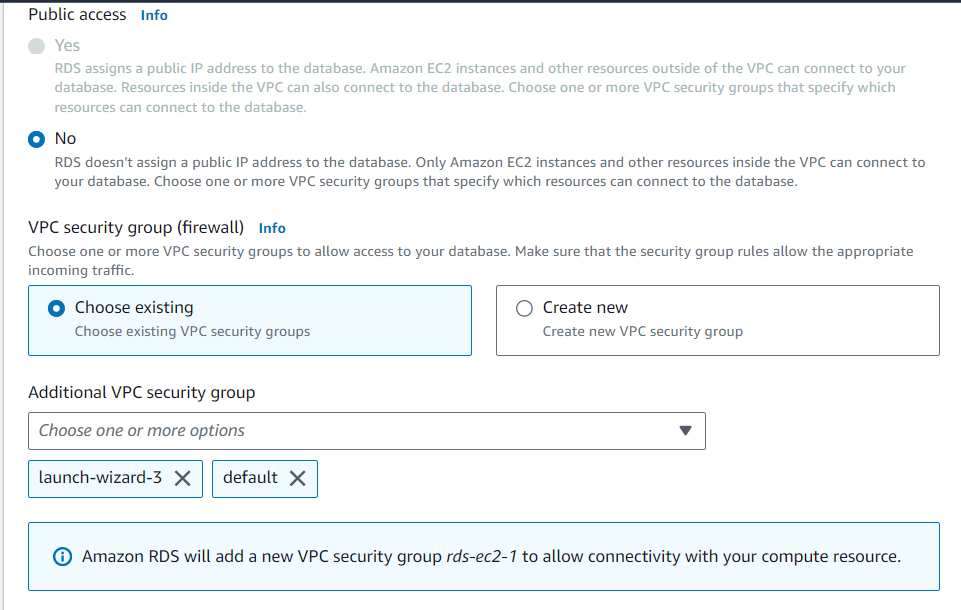 Public access Info
Yes
RDS assigns a public IP address to the database. Amazon EC2 instances and other resources outside of the VPC can connect to your
database. Resources inside the VPC can also connect to the database. Choose one or more VPC security groups that specify which
resources can connect to the database.
No
RDS doesn't assign a public IP address to the database. Only Amazon EC2 instances and other resources inside the VPC can connect to
your database. Choose one or more VPC security groups that specify which resources can connect to the database.
VPC security group (firewall) Info
Choose one or more VPC security groups to allow access to your database. Make sure that the security group rules allow the appropriate
incoming traffic.
Choose existing
Choose existing VPC security groups
Create new
Create new VPC security group
Additional VPC security group
Choose one or more options
launch-wizard-3 default
Amazon RDS will add a new VPC security group rds-ec2-1 to allow connectivity with your compute resource.